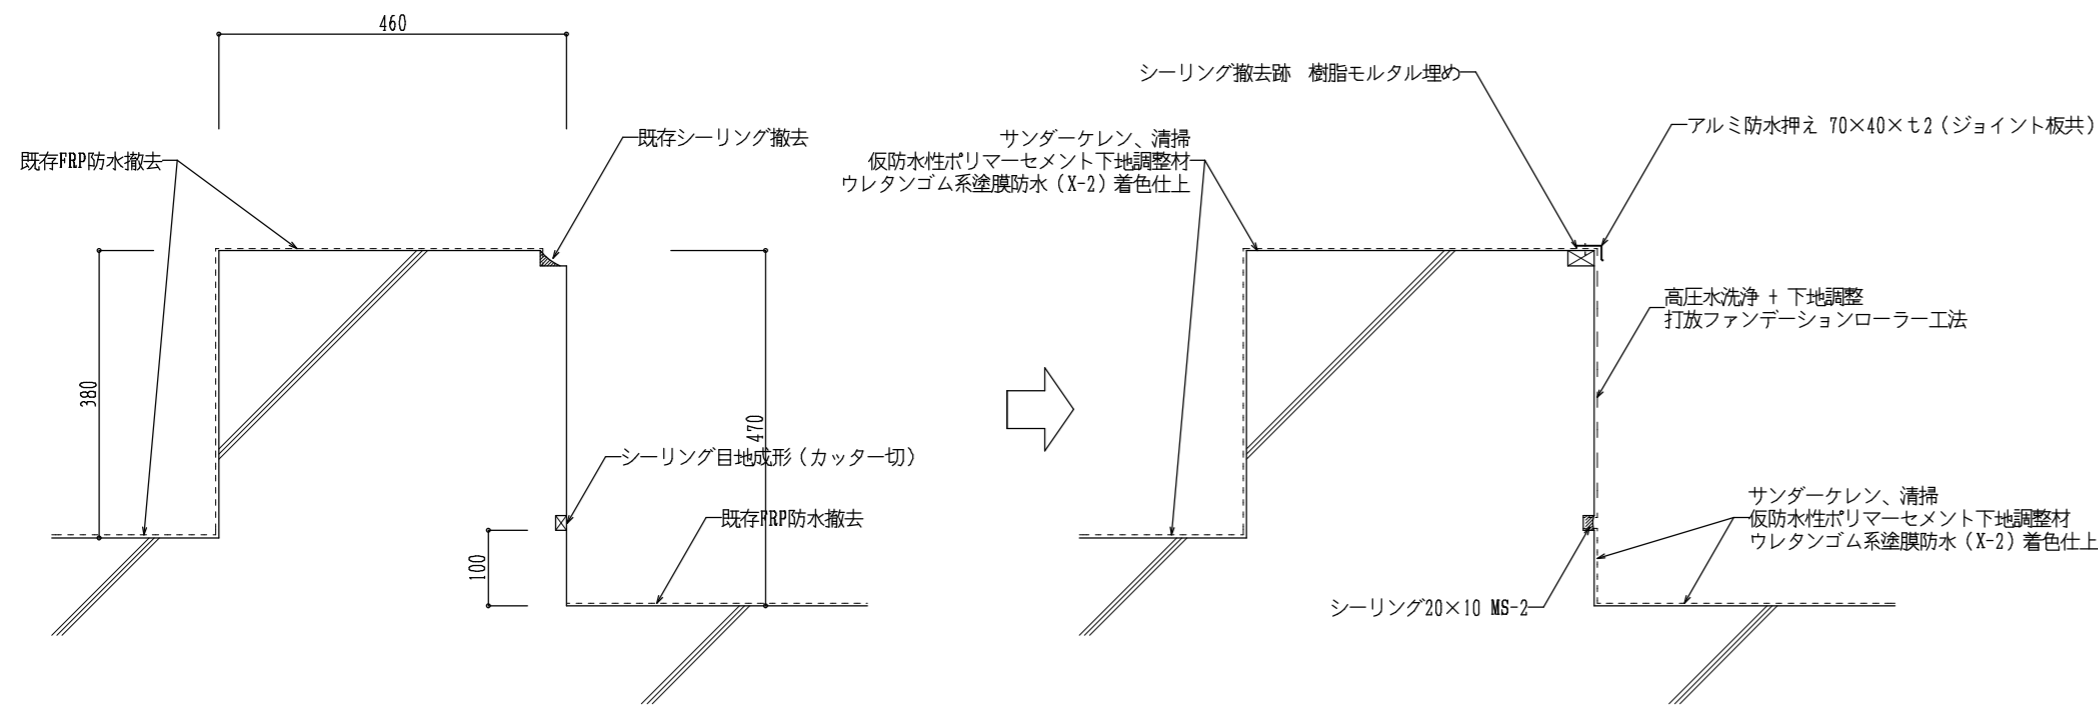 460
既存シーリング撤去
既存FRP防水撤去
380
470
シーリング目地成形（カッター切）
既存FRP防水撤去
100
シーリング撤去跡　樹脂モルタル埋め
アルミ防水押え 70×40×t2（ジョイント板共）
サンダーケレン、清掃
仮防水性ポリマーセメント下地調整材
ウレタンゴム系塗膜防水（X-2）着色仕上
高圧水洗浄 + 下地調整
打放ファンデーションローラー工法
サンダーケレン、清掃
仮防水性ポリマーセメント下地調整材
ウレタンゴム系塗膜防水（X-2）着色仕上
シーリング20×10 MS-2